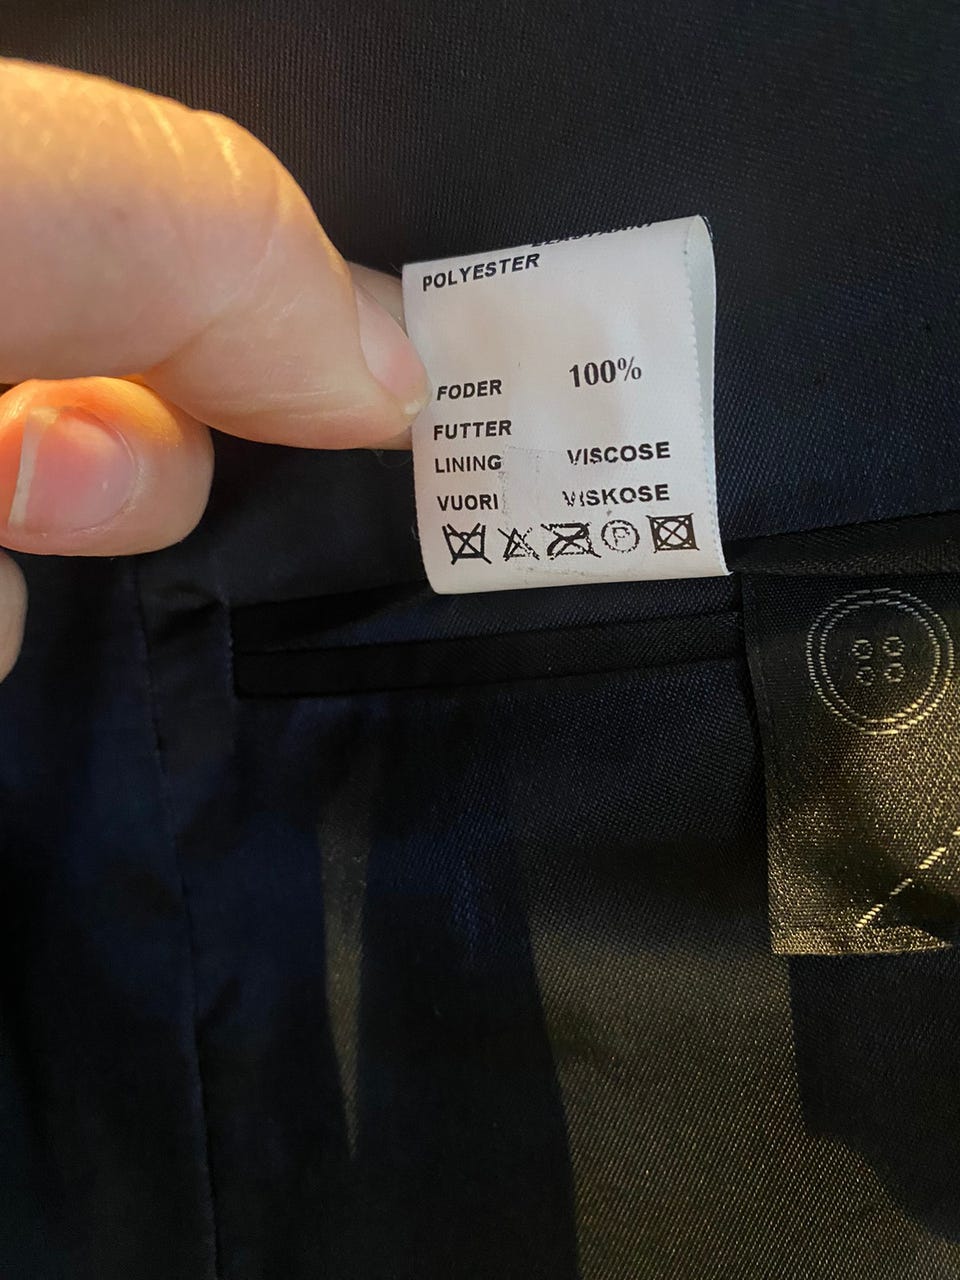 POLYESTER
FODER 100%
FUTTER
LINING VISCOSE
VUORI VISKOSE
P